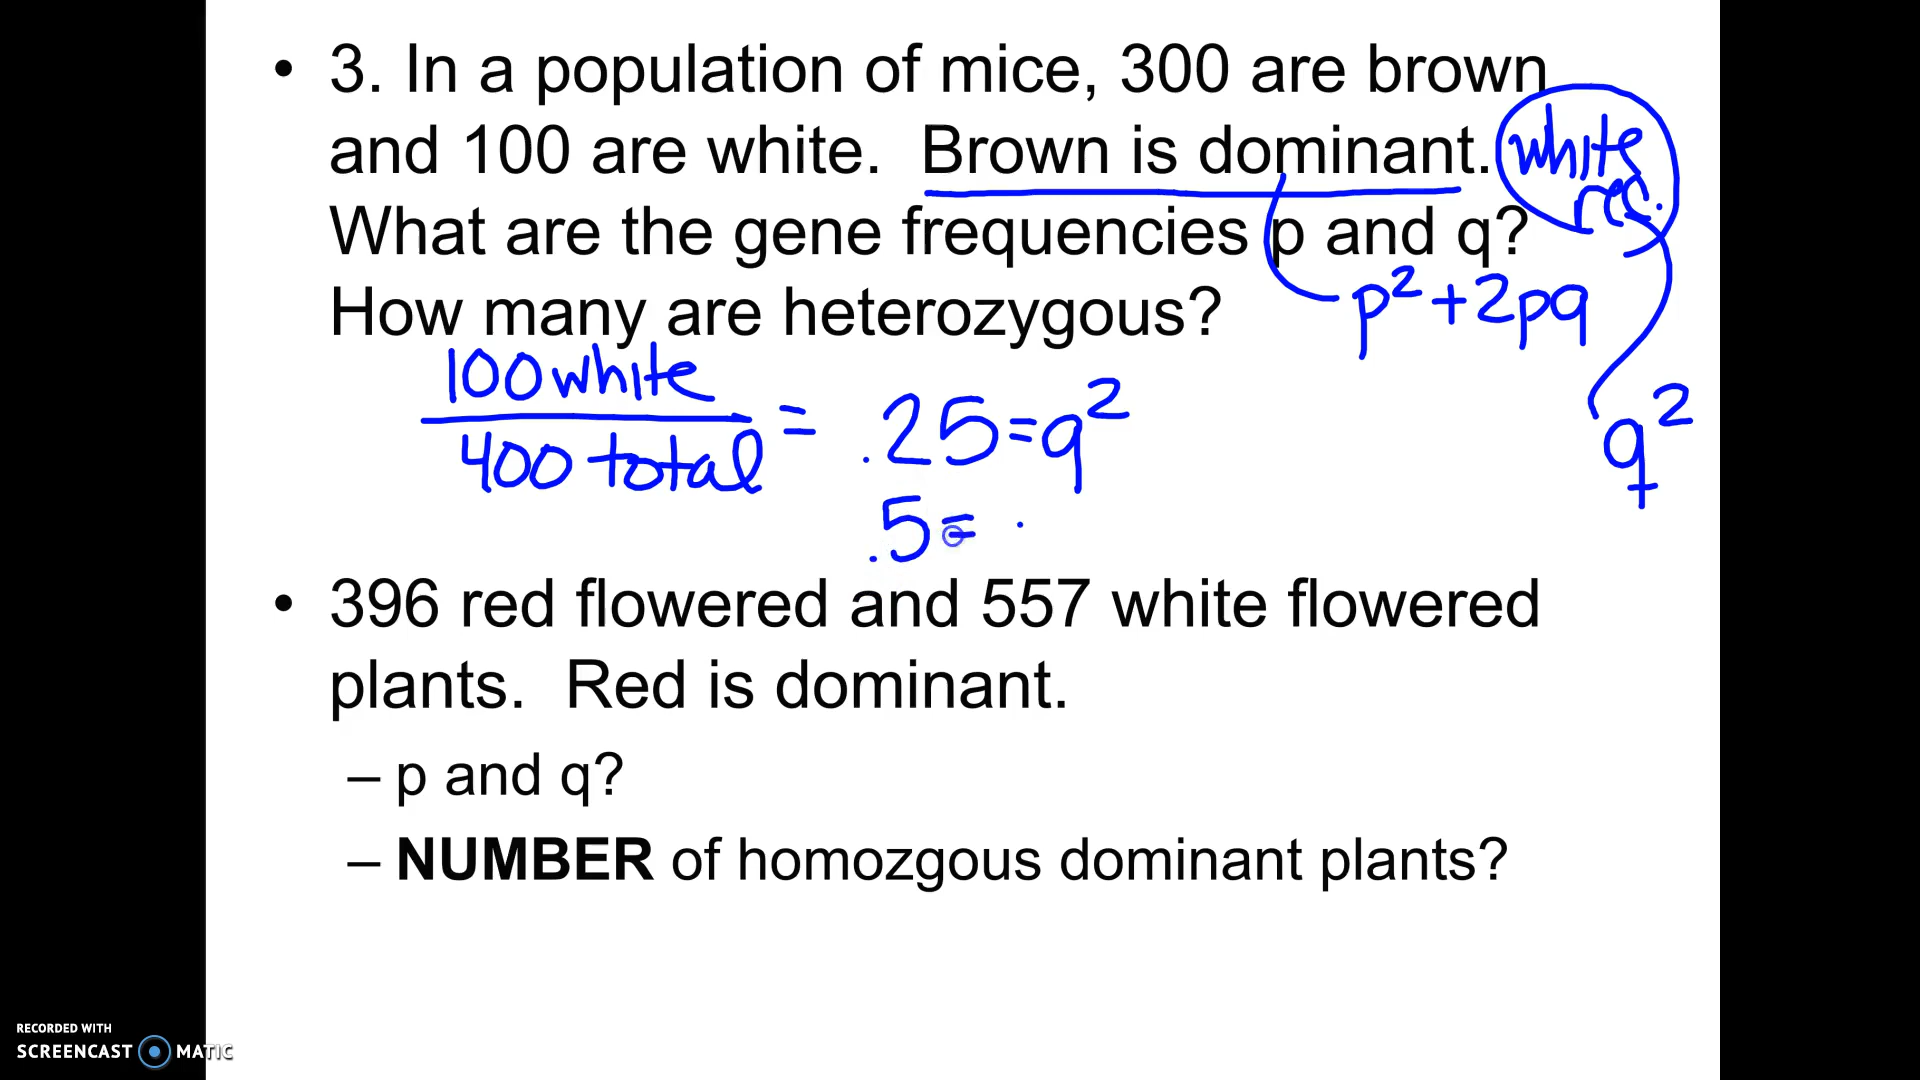 • 3. In a population of mice, 300 are brown
and 100 are white. Brown is dominant. white
rec.
What are the gene frequencies p and q?
How many are heterozygous? p²+2pq
100 white
400 total
= .25=q²
q²
.5=
• 396 red flowered and 557 white flowered
plants. Red is dominant.
– p and q?
– NUMBER of homozgous dominant plants?
RECORDED WITH
SCREENCAST MATIC